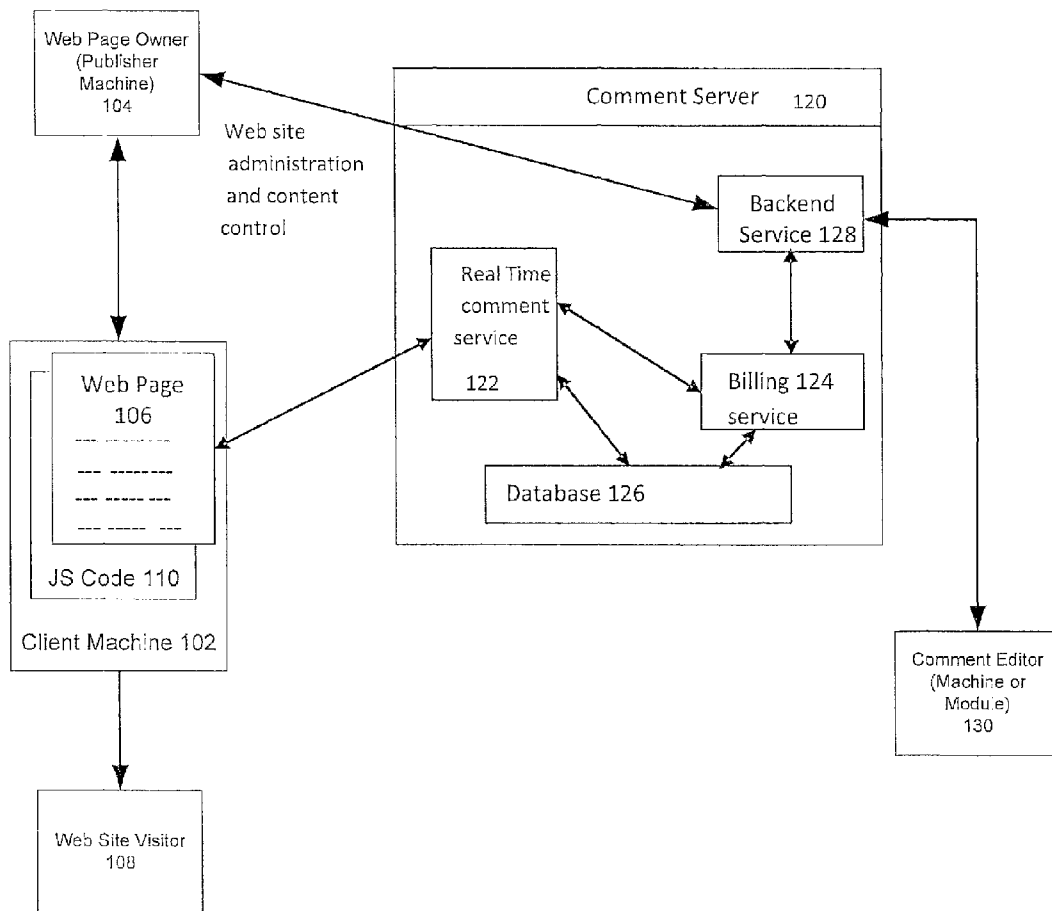 Web Page Owner
(Publisher
Machine)
104
Web site
administration
and content
control
Comment Server 120
Backend
Service 128
Real Time
comment
service
122
Billing 124
service
Database 126
Web Page
106
JS Code 110
Client Machine 102
Comment Editor
(Machine or
Module)
130
Web Site Visitor
108